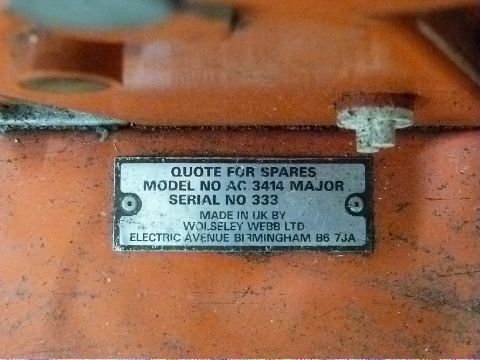 QUOTE FOR SPARES
MODEL NO AG 3414 MAJOR
SERIAL NO 333
MADE IN UK BY
WOLSELEY WEBB LTD
ELECTRIC AVENUE BIRMINGHAM B6 7JA